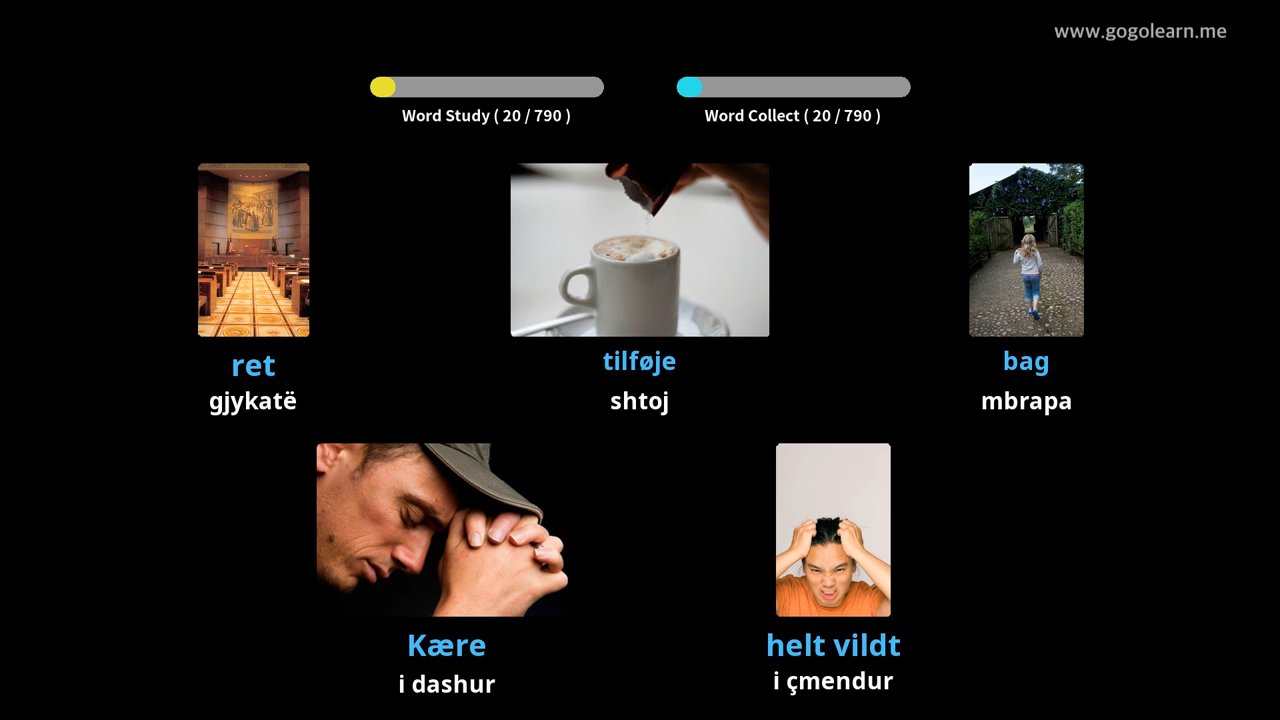 www.gogolearn.me
Word Study ( 20 / 790 )
Word Collect ( 20 / 790 )
ret
gjykatë
tilføje
shtoj
bag
mbrapa
Kære
i dashur
helt vildt
i çmendur